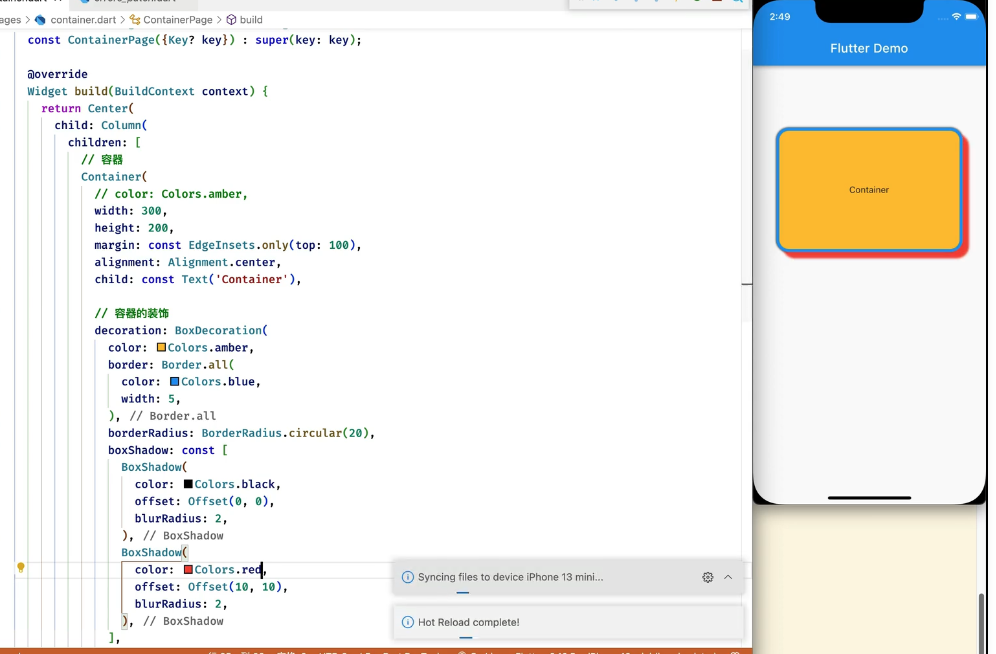 container.dart > ContainerPage > build
const ContainerPage({Key? key}) : super(key: key);
@override
Widget build(BuildContext context) {
return Center(
child: Column(
children: [
// 容器
Container(
// color: Colors.amber,
width: 300,
height: 200,
margin: const EdgeInsets.only(top: 100),
alignment: Alignment.center,
child: const Text('Container'),
// 容器的装饰
decoration: BoxDecoration(
color: Colors.amber,
border: Border.all(
color: Colors.blue,
width: 5,
), // Border.all
borderRadius: BorderRadius.circular(20),
boxShadow: const [
BoxShadow(
color: Colors.black,
offset: Offset(0, 0),
blurRadius: 2,
), // BoxShadow
BoxShadow(
color: Colors.red,
offset: Offset(10, 10),
blurRadius: 2,
), // BoxShadow
],
Syncing files to device iPhone 13 mini...
Hot Reload complete!
2:49
Flutter Demo
Container